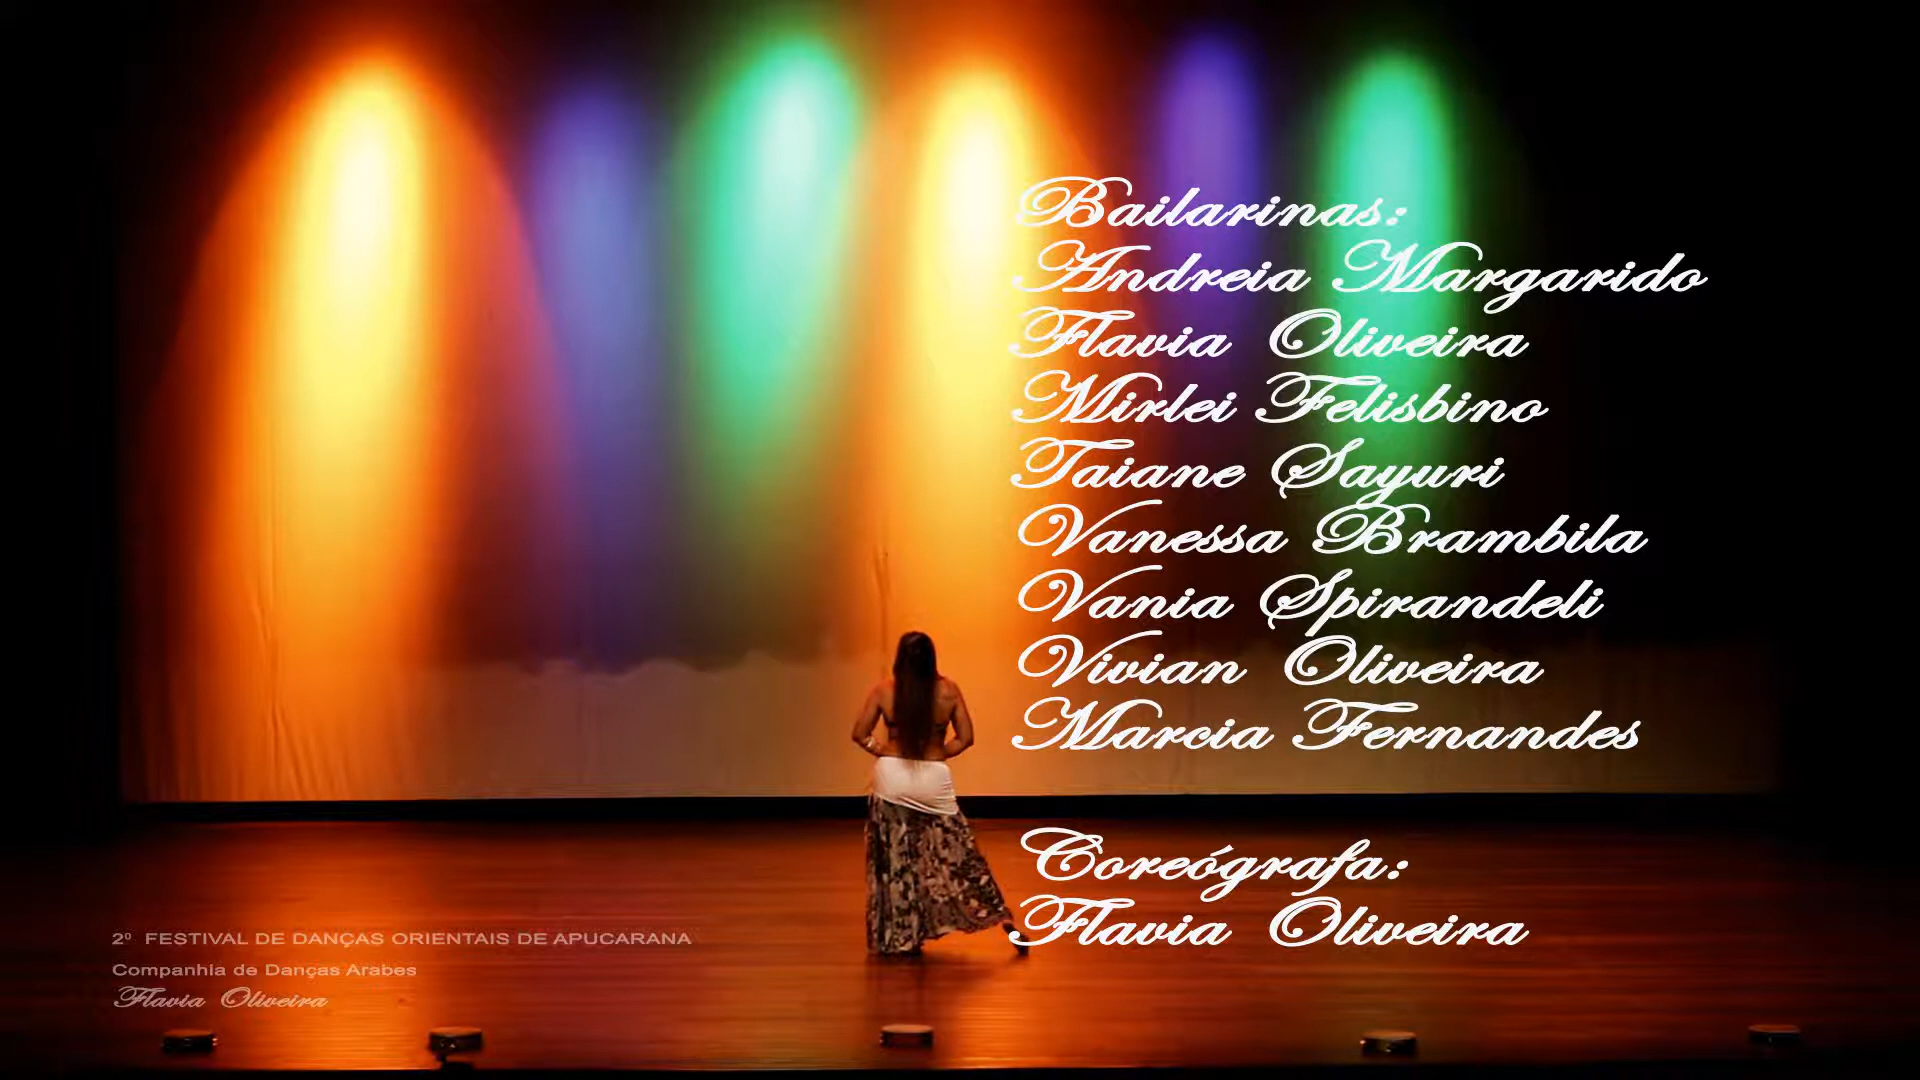 Bailarinas:
Andreia Margarido
Flavia Oliveira
Mirlei Felisbino
Taiane Sayuri
Vanessa Brambila
Vania Spirandeli
Vivian Oliveira
Marcia Fernandes
Coreógrafa:
Flavia Oliveira
2º FESTIVAL DE DANÇAS ORIENTAIS DE APUCARANA
Companhia de Danças Arabes
Flavia Oliveira